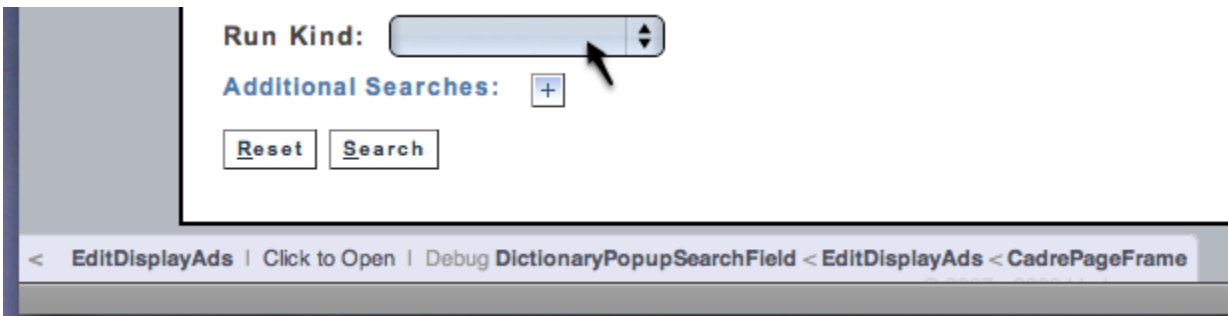 Run Kind:
Additional Searches: +
Reset Search
< EditDisplayAds | Click to Open | Debug DictionaryPopupSearchField < EditDisplayAds < CadrePageFrame